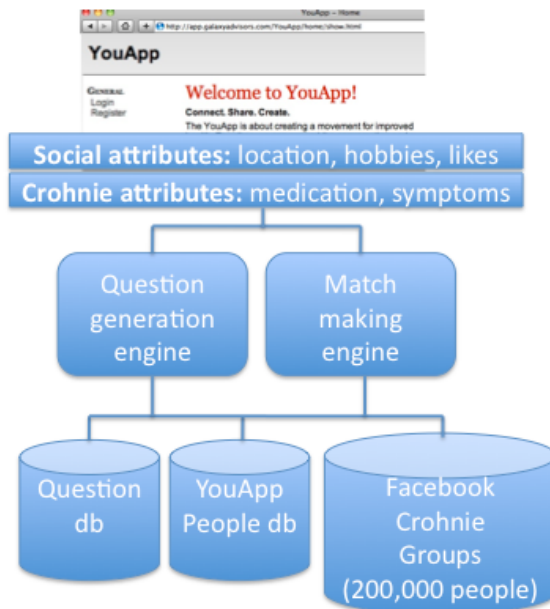 YouApp – Home
http://app.galaxyadvisors.com/YouApp/home/show.html
YouApp
GENERAL
Login
Register
Welcome to YouApp!
Connect. Share. Create.
The YouApp is about creating a movement for improved
Social attributes: location, hobbies, likes
Crohnie attributes: medication, symptoms
Question
generation
engine
Match
making
engine
Question
db
YouApp
People db
Facebook
Crohnie
Groups
(200,000 people)